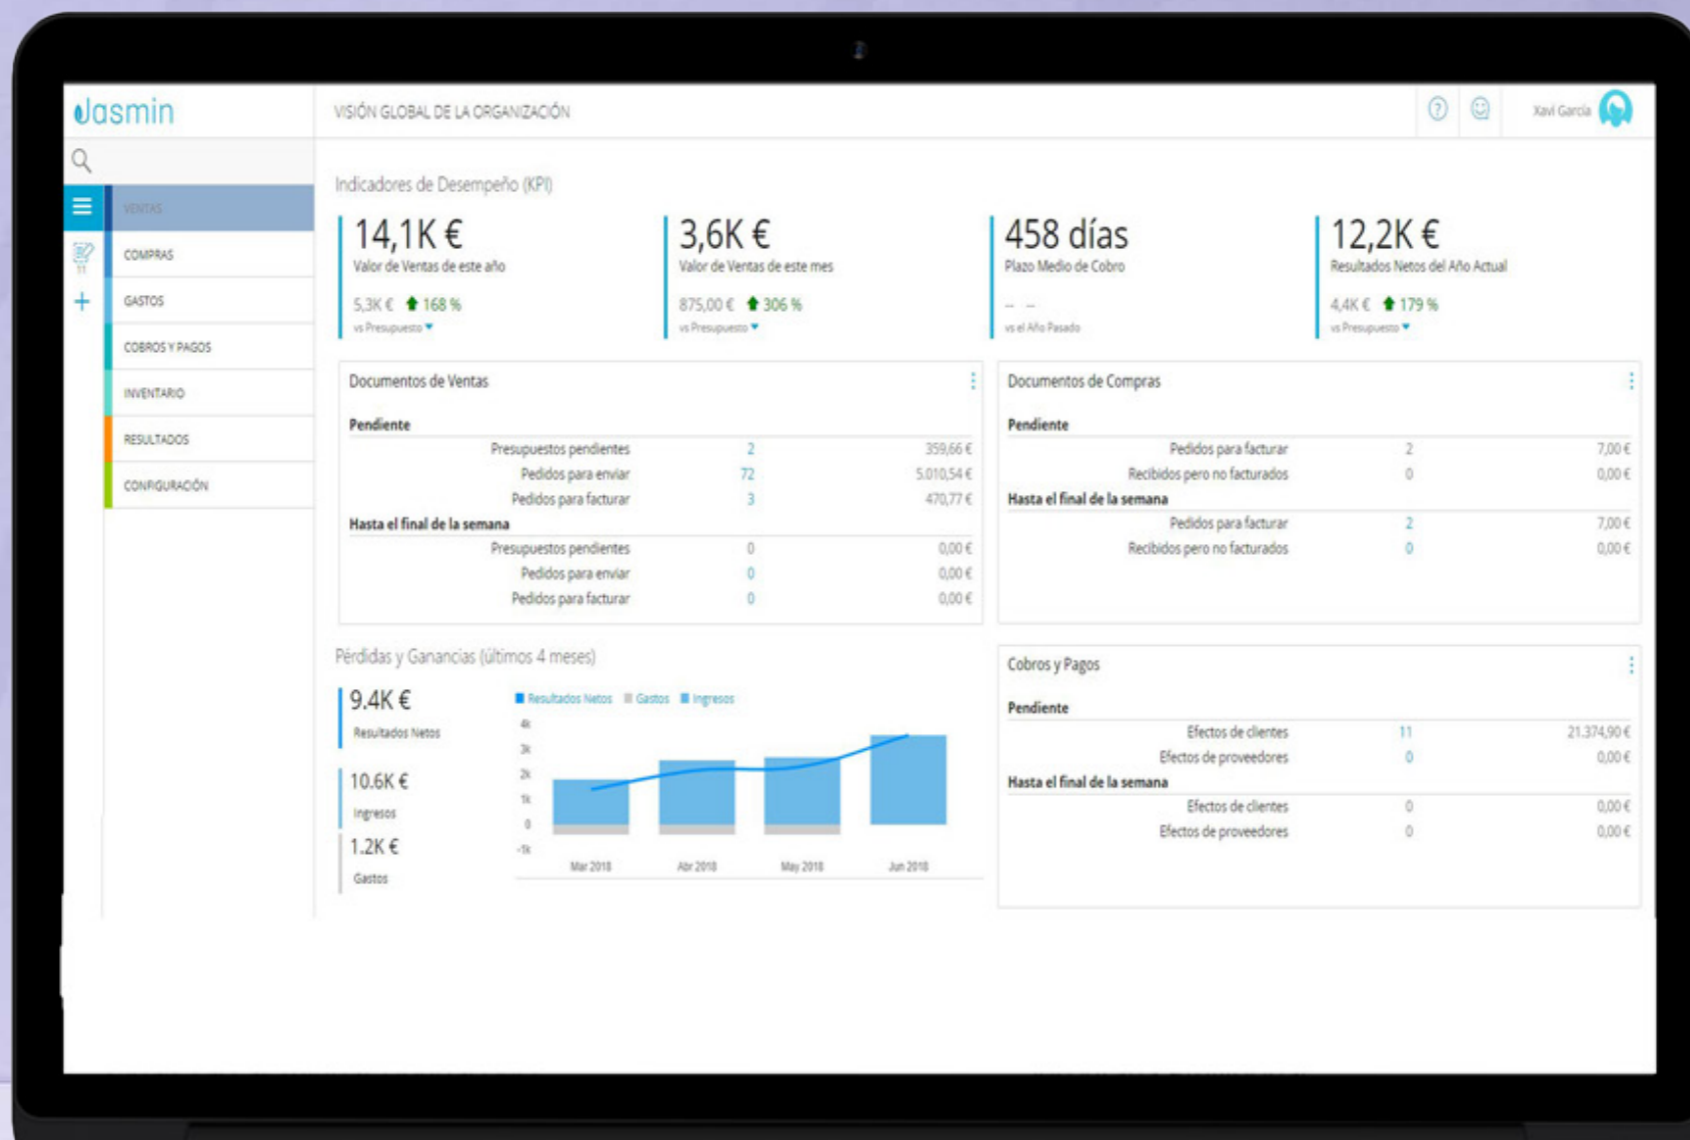 Jasmin
VISIÓN GLOBAL DE LA ORGANIZACIÓN
?
Xavi García
VENTAS
COMPRAS
11
GASTOS
COBROS Y PAGOS
INVENTARIO
RESULTADOS
CONFIGURACIÓN
Indicadores de Desempeño (KPI)
14,1K €
Valor de Ventas de este año
5,3K € 168 %
vs Presupuesto
3,6K €
Valor de Ventas de este mes
875,00 € 306 %
vs Presupuesto
458 días
Plazo Medio de Cobro
-- --
vs el Año Pasado
12,2K €
Resultados Netos del Año Actual
4,4K € 179 %
vs Presupuesto
Documentos de Ventas
Pendiente
Presupuestos pendientes 2 359,66 €
Pedidos para enviar 72 5.010,54 €
Pedidos para facturar 3 470,77 €
Hasta el final de la semana
Presupuestos pendientes 0 0,00 €
Pedidos para enviar 0 0,00 €
Pedidos para facturar 0 0,00 €
Documentos de Compras
Pendiente
Pedidos para facturar 2 7,00 €
Recibidos pero no facturados 0 0,00 €
Hasta el final de la semana
Pedidos para facturar 2 7,00 €
Recibidos pero no facturados 0 0,00 €
Pérdidas y Ganancias (últimos 4 meses)
9.4K €
Resultados Netos
10.6K €
Ingresos
1.2K €
Gastos
Resultados Netos Gastos Ingresos
4k
3k
2k
1k
0
-1k
Mar 2018 Abr 2018 May 2018 Jun 2018
Cobros y Pagos
Pendiente
Efectos de clientes 11 21.374,90 €
Efectos de proveedores 0 0,00 €
Hasta el final de la semana
Efectos de clientes 0 0,00 €
Efectos de proveedores 0 0,00 €